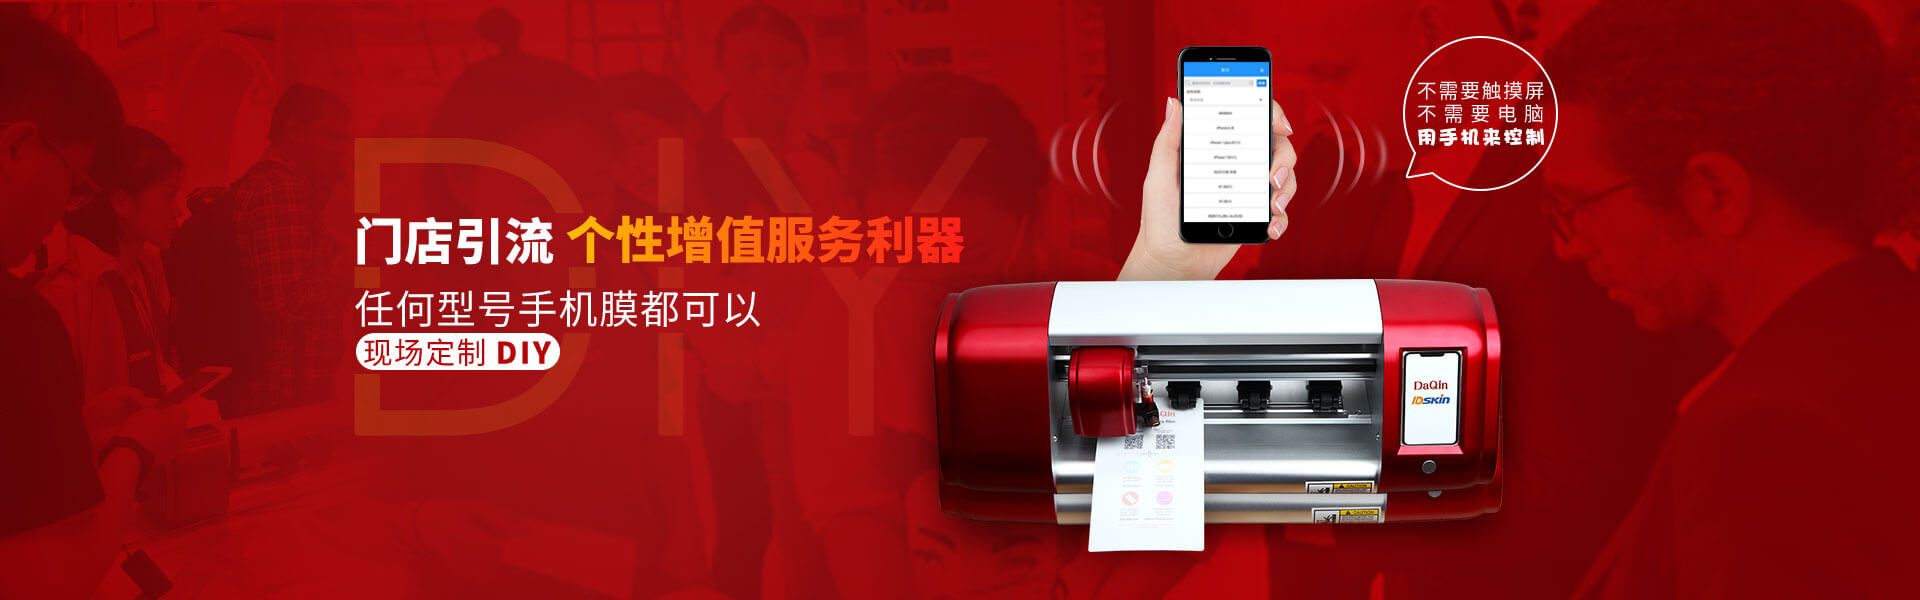 DIY
门店引流 个性增值服务利器
任何型号手机膜都可以
现场定制 DIY
不需要触摸屏
不需要电脑
用手机来控制
DaQin
IDSKIN
CAUTION
CAUTION